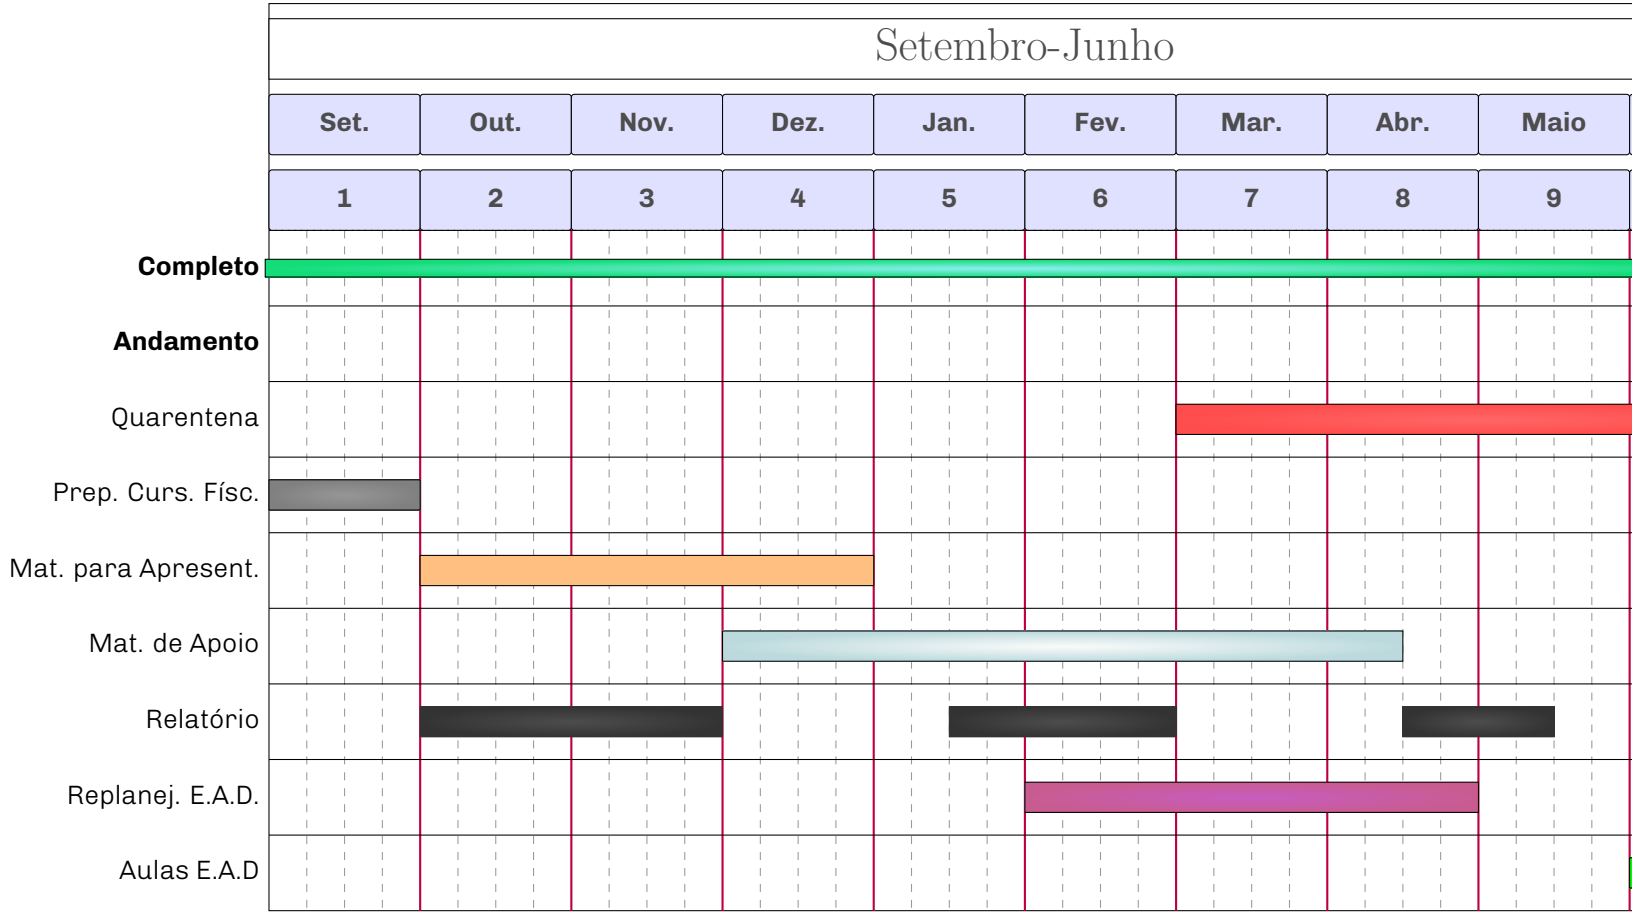 Setembro-Junho
Set. Out. Nov. Dez. Jan. Fev. Mar. Abr. Maio
1 2 3 4 5 6 7 8 9
Completo
Andamento
Quarentena
Prep. Curs. Físc.
Mat. para Apresent.
Mat. de Apoio
Relatório
Replanej. E.A.D.
Aulas E.A.D